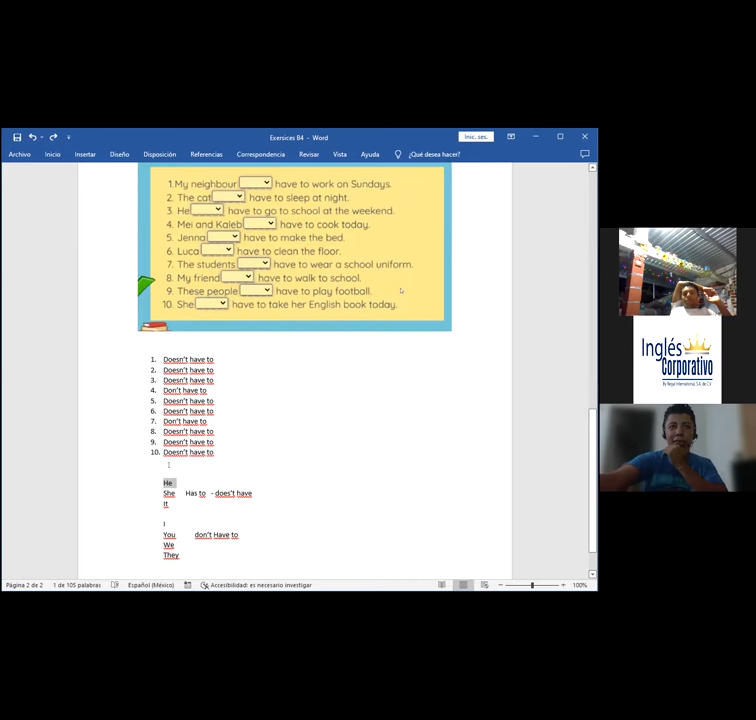 Exersices B4 - Word
Inic. ses.
Archivo Inicio Insertar Diseño Disposición Referencias Correspondencia Revisar Vista Ayuda ¿Qué desea hacer?
1.My neighbour have to work on Sundays.
2. The cat have to sleep at night.
3. He have to go to school at the weekend.
4. Mei and Kaleb have to cook today.
5. Jenna have to make the bed.
6. Luca have to clean the floor.
7. The students have to wear a school uniform.
8. My friend have to walk to school.
9. These people have to play football.
10. She have to take her English book today.
1. Doesn't have to
2. Doesn't have to
3. Doesn't have to
4. Don't have to
5. Doesn't have to
6. Doesn't have to
7. Don't have to
8. Doesn't have to
9. Doesn't have to
10. Doesn't have to
He
She Has to - does't have
It
I
You don't Have to
We
They
Página 2 de 2 1 de 105 palabras Español (México) Accesibilidad: es necesario investigar 100%
Inglés
Corporativo
By Regal International, S.A. de C.V.